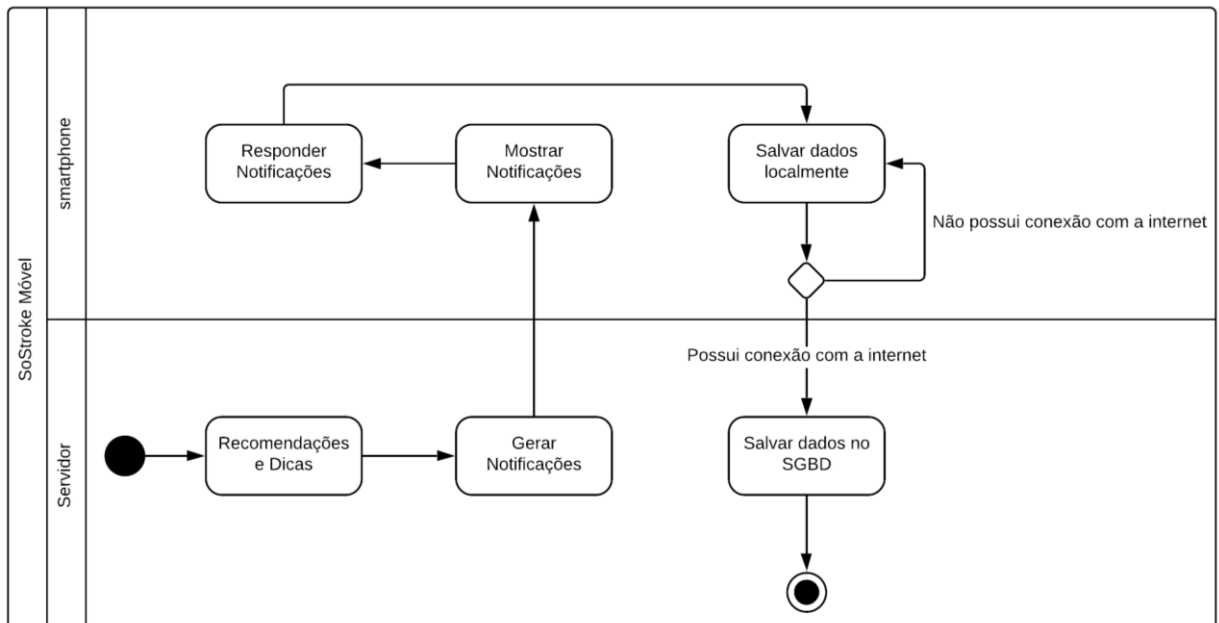 SoStroke Móvel
smartphone
Responder
Notificações
Mostrar
Notificações
Salvar dados
localmente
Não possui conexão com a internet
Possui conexão com a internet
Servidor
Recomendações
e Dicas
Gerar
Notificações
Salvar dados no
SGBD